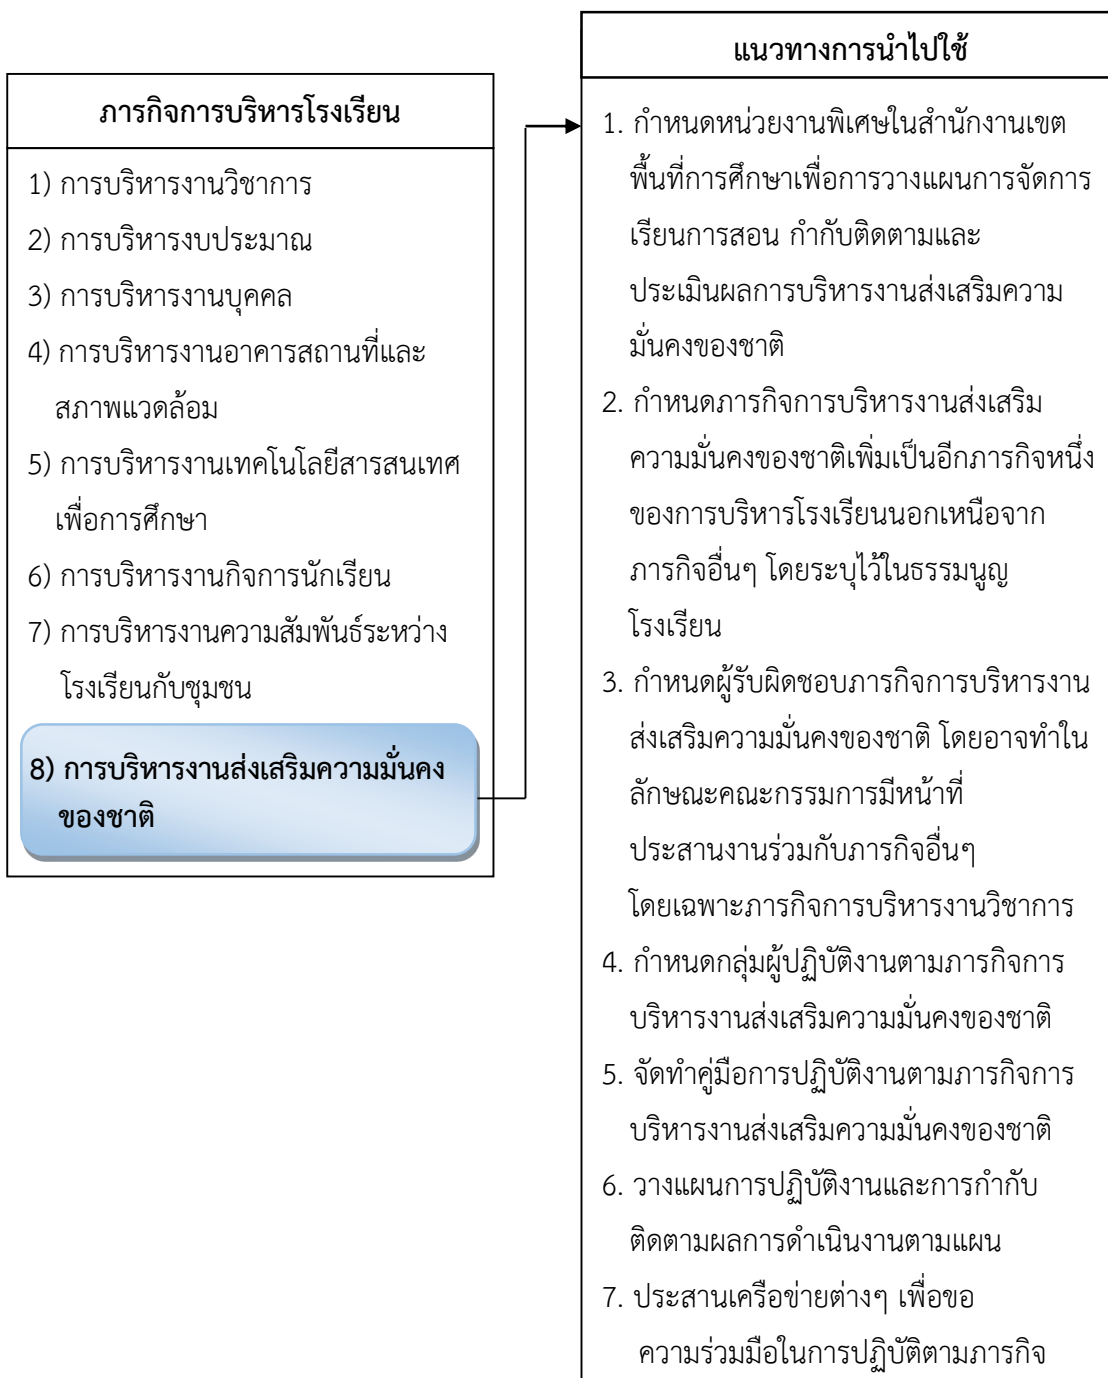 ภารกิจการบริหารโรงเรียน
1) การบริหารงานวิชาการ
2) การบริหารงบประมาณ
3) การบริหารงานบุคคล
4) การบริหารงานอาคารสถานที่และ
สภาพแวดล้อม
5) การบริหารงานเทคโนโลยีสารสนเทศ
เพื่อการศึกษา
6) การบริหารงานกิจการนักเรียน
7) การบริหารงานความสัมพันธ์ระหว่าง
โรงเรียนกับชุมชน
8) การบริหารงานส่งเสริมความมั่นคง
ของชาติ
แนวทางการนำไปใช้
1. กำหนดหน่วยงานพิเศษในสำนักงานเขต
พื้นที่การศึกษาเพื่อการวางแผนการจัดการ
เรียนการสอน กำกับติดตามและ
ประเมินผลการบริหารงานส่งเสริมความ
มั่นคงของชาติ
2. กำหนดภารกิจการบริหารงานส่งเสริม
ความมั่นคงของชาติเพิ่มเป็นอีกภารกิจหนึ่ง
ของการบริหารโรงเรียนนอกเหนือจาก
ภารกิจอื่นๆ โดยระบุไว้ในธรรมนูญ
โรงเรียน
3. กำหนดผู้รับผิดชอบภารกิจการบริหารงาน
ส่งเสริมความมั่นคงของชาติ โดยอาจทำใน
ลักษณะคณะกรรมการมีหน้าที่
ประสานงานร่วมกับภารกิจอื่นๆ
โดยเฉพาะภารกิจการบริหารงานวิชาการ
4. กำหนดกลุ่มผู้ปฏิบัติงานตามภารกิจการ
บริหารงานส่งเสริมความมั่นคงของชาติ
5. จัดทำคู่มือการปฏิบัติงานตามภารกิจการ
บริหารงานส่งเสริมความมั่นคงของชาติ
6. วางแผนการปฏิบัติงานและการกำกับ
ติดตามผลการดำเนินงานตามแผน
7. ประสานเครือข่ายต่างๆ เพื่อขอ
ความร่วมมือในการปฏิบัติตามภารกิจ